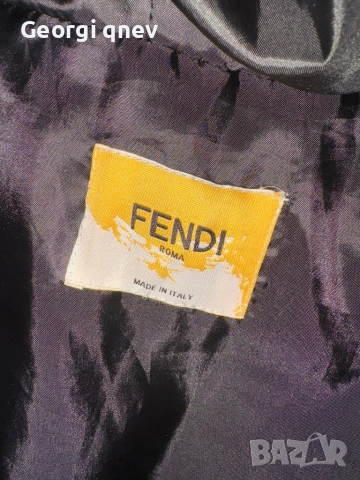 Georgi qnev
FENDI
ROMA
MADE IN ITALY
BAZAR